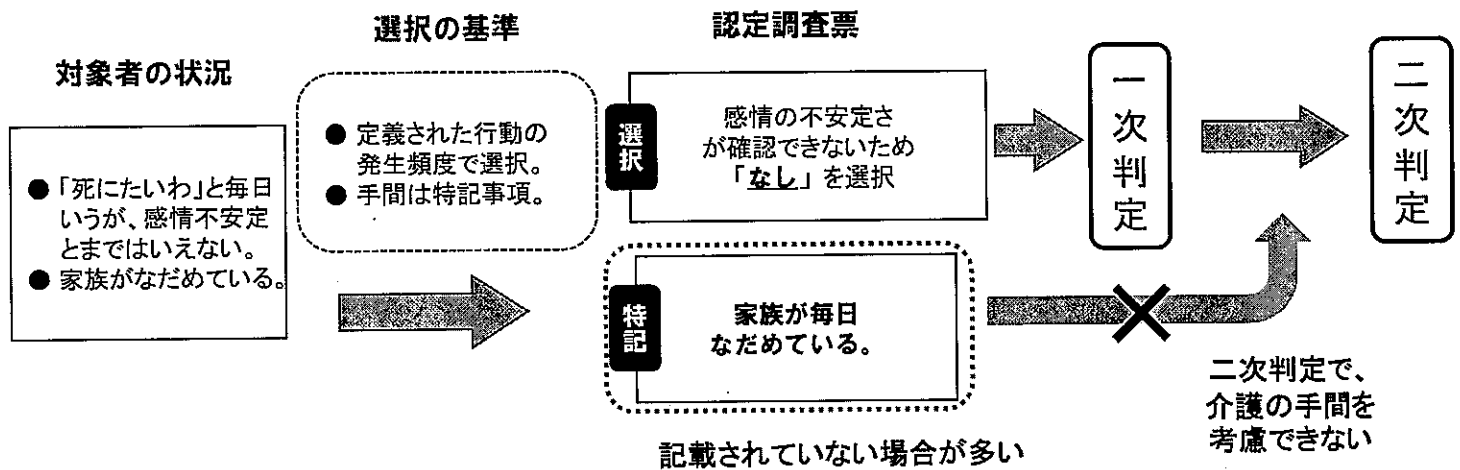 対象者の状況
● 「死にたいわ」と毎日
いうが、感情不安定
とまではいえない。
● 家族がなだめている。
選択の基準
● 定義された行動の
発生頻度で選択。
● 手間は特記事項。
認定調査票
選択
感情の不安定さ
が確認できないため
「なし」を選択
特記
家族が毎日
なだめている。
記載されていない場合が多い
一次判定
二次判定
二次判定で、
介護の手間を
考慮できない